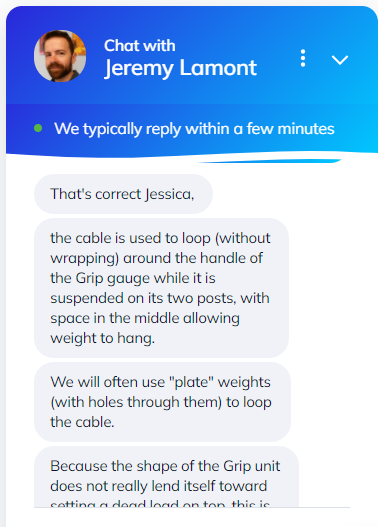 Chat with
Jeremy Lamont
We typically reply within a few minutes
That's correct Jessica,
the cable is used to loop (without
wrapping) around the handle of
the Grip gauge while it is
suspended on its two posts, with
space in the middle allowing
weight to hang.
We will often use "plate" weights
(with holes through them) to loop
the cable.
Because the shape of the Grip unit
does not really lend itself toward
setting a dead load on top, this is